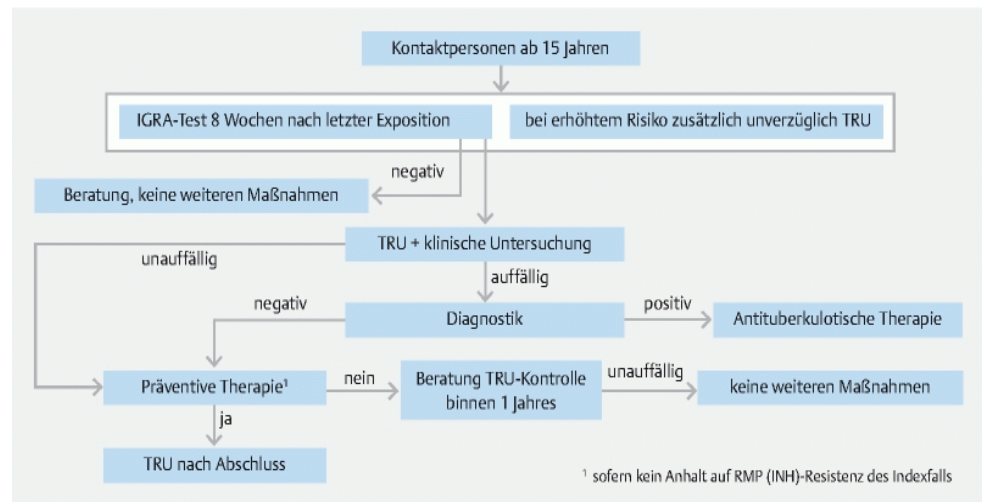 Kontaktpersonen ab 15 Jahren
IGRA-Test 8 Wochen nach letzter Exposition
bei erhöhtem Risiko zusätzlich unverzüglich TRU
negativ
Beratung, keine weiteren Maßnahmen
TRU + klinische Untersuchung
unauffällig
auffällig
negativ
Diagnostik
positiv
Antituberkulotische Therapie
Präventive Therapie¹
nein
Beratung TRU-Kontrolle
binnen 1 Jahres
unauffällig
keine weiteren Maßnahmen
ja
TRU nach Abschluss
¹ sofern kein Anhalt auf RMP (INH)-Resistenz des Indexfalls